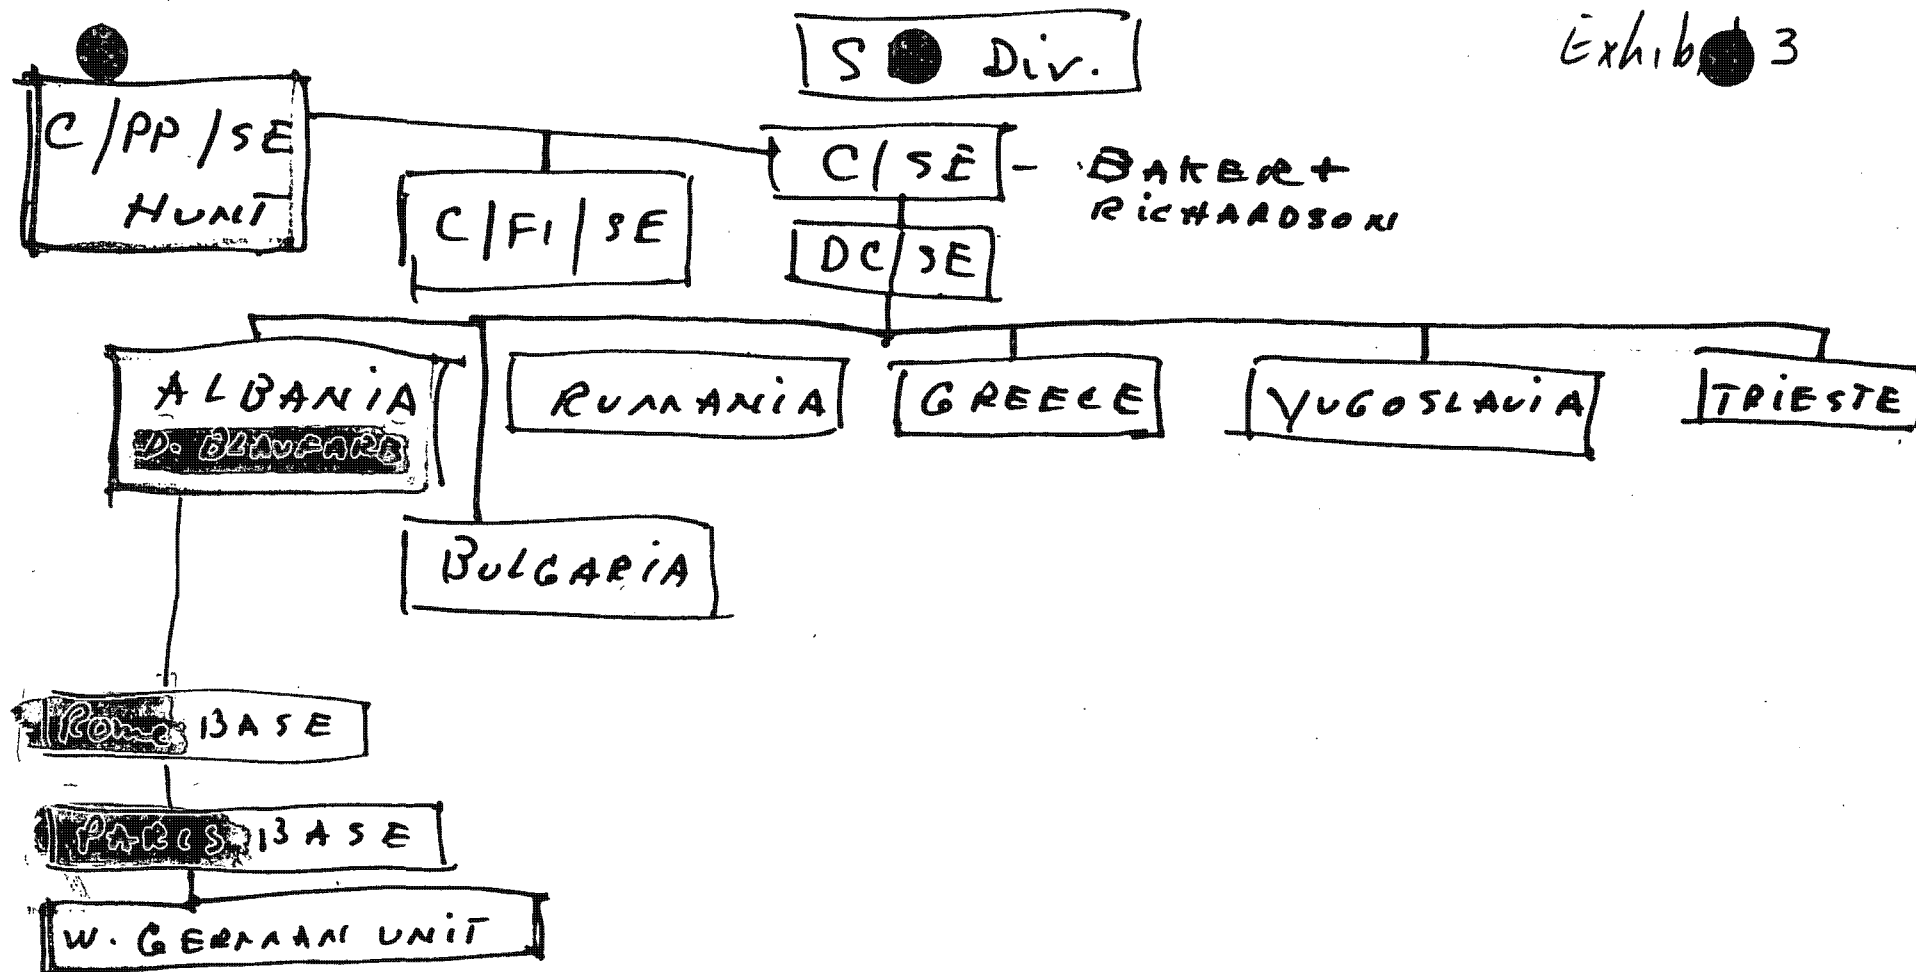 Exhibit 3
S Div.
C/PP/SE
HUNT
C/FI/SE
C/SE - BAKER +
RICHARDSON
DC/SE
ALBANIA
D. BLAUFARB
RUMANIA
GREECE
YUGOSLAVIA
TRIESTE
BULGARIA
Rome BASE
PARIS BASE
W. GERMAN UNIT